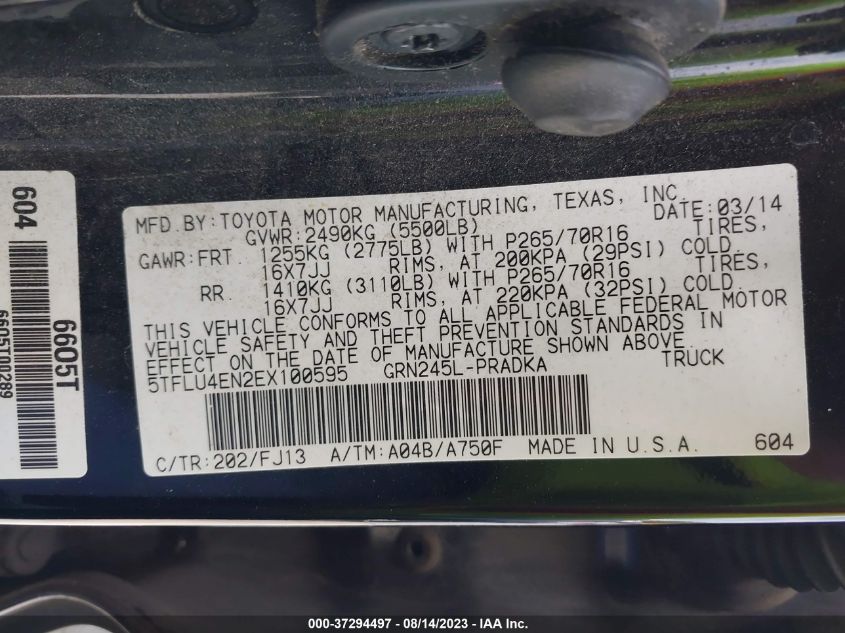 MFD. BY: TOYOTA MOTOR MANUFACTURING, TEXAS, INC.
DATE: 03/14
GVWR: 2490KG (5500LB)
GAWR: FRT. 1255KG (2775LB) WITH P265/70R16 TIRES,
16X7JJ RIMS, AT 200KPA (29PSI) COLD
RR. 1410KG (3110LB) WITH P265/70R16 TIRES,
16X7JJ RIMS, AT 220KPA (32PSI) COLD.
THIS VEHICLE CONFORMS TO ALL APPLICABLE FEDERAL MOTOR
VEHICLE SAFETY AND THEFT PREVENTION STANDARDS IN
EFFECT ON THE DATE OF MANUFACTURE SHOWN ABOVE.
5TFLU4EN2EX100595 GRN245L-PRADKA TRUCK
C/TR: 202/FJ13 A/TM: A04B/A750F MADE IN U.S.A. 604
604
6605T
6605T00289
000-37294497 - 08/14/2023 - IAA Inc.